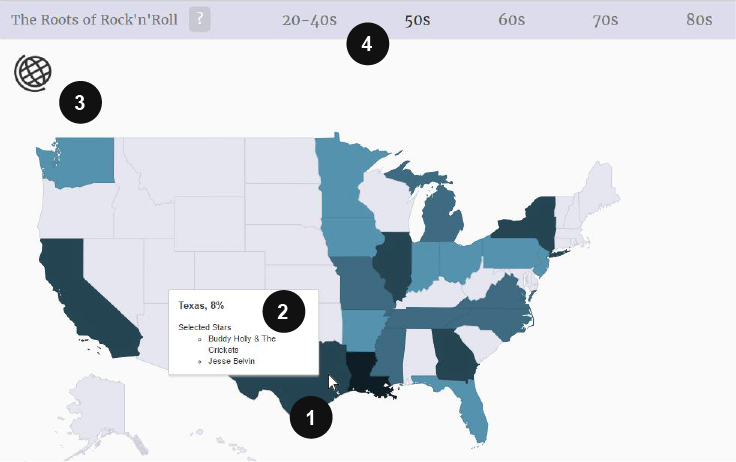 The Roots of Rock'n'Roll ? 20-40s 50s 60s 70s 80s
4
3
Texas, 8%
2
Selected Stars
Buddy Holly & The
Crickets
Jesse Belvin
1